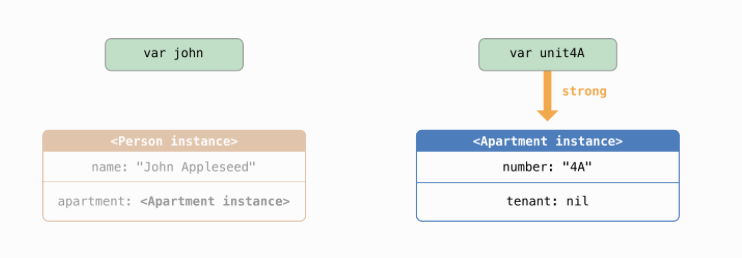 var john
var unit4A
strong
<Person instance>
name: "John Appleseed"
apartment: <Apartment instance>
<Apartment instance>
number: "4A"
tenant: nil